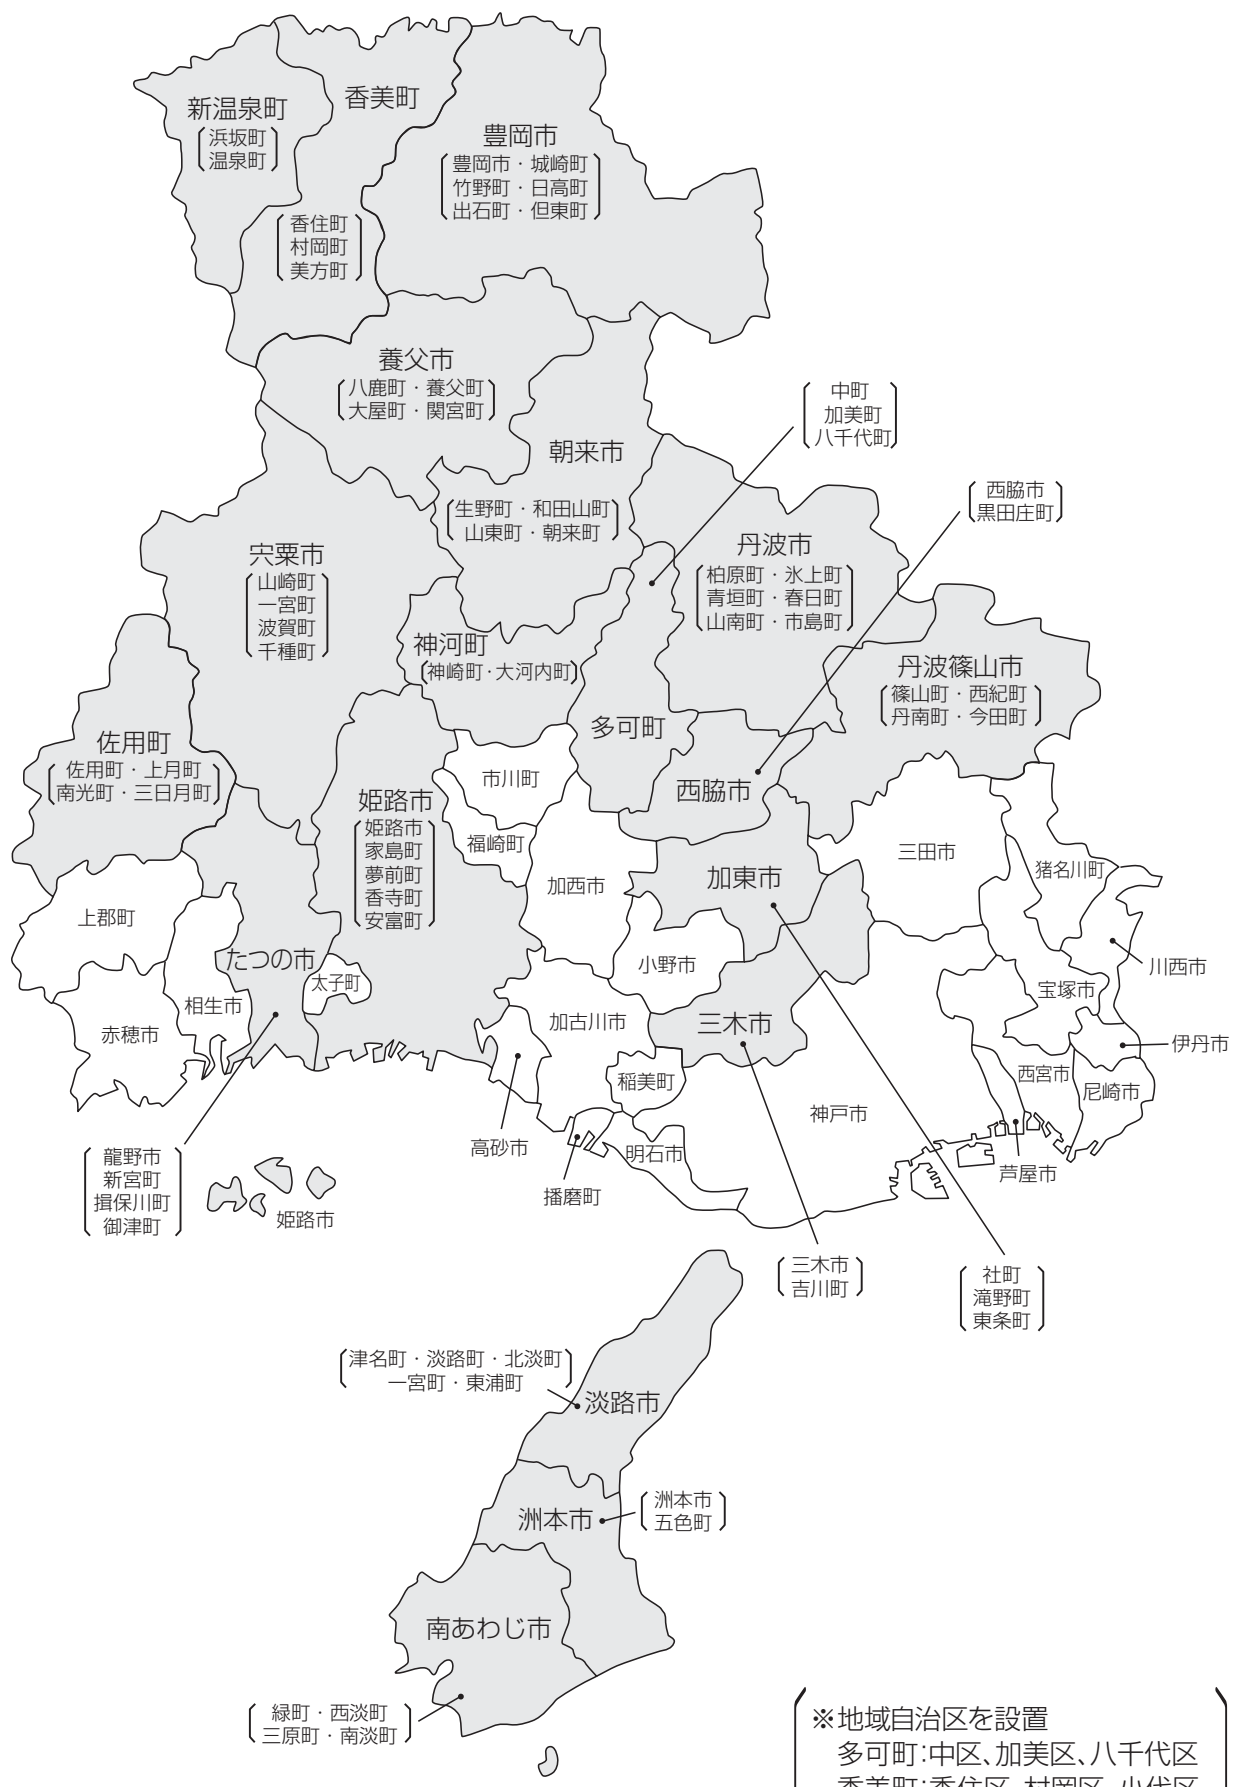 香美町
新温泉町
浜坂町
温泉町
豊岡市
豊岡市・城崎町
竹野町・日高町
出石町・但東町
香住町
村岡町
美方町
養父市
八鹿町・養父町
大屋町・関宮町
中町
加美町
八千代町
朝来市
生野町・和田山町
山東町・朝来町
西脇市
黒田庄町
宍粟市
山崎町
一宮町
波賀町
千種町
丹波市
柏原町・氷上町
青垣町・春日町
山南町・市島町
神河町
神崎町・大河内町
丹波篠山市
篠山町・西紀町
丹南町・今田町
多可町
佐用町
佐用町・上月町
南光町・三日月町
市川町
西脇市
姫路市
姫路市
家島町
夢前町
香寺町
安富町
福崎町
加西市
加東市
三田市
猪名川町
上郡町
たつの市
太子町
小野市
川西市
相生市
赤穂市
加古川市
三木市
宝塚市
伊丹市
稲美町
西宮市
尼崎市
神戸市
高砂市
明石市
芦屋市
播磨町
龍野市
新宮町
揖保川町
御津町
姫路市
三木市
吉川町
社町
滝野町
東条町
津名町・淡路町・北淡町
一宮町・東浦町
淡路市
洲本市
洲本市
五色町
南あわじ市
緑町・西淡町
三原町・南淡町
※地域自治区を設置
多可町:中区、加美区、八千代区
香美町:香住区、村岡区、小代区